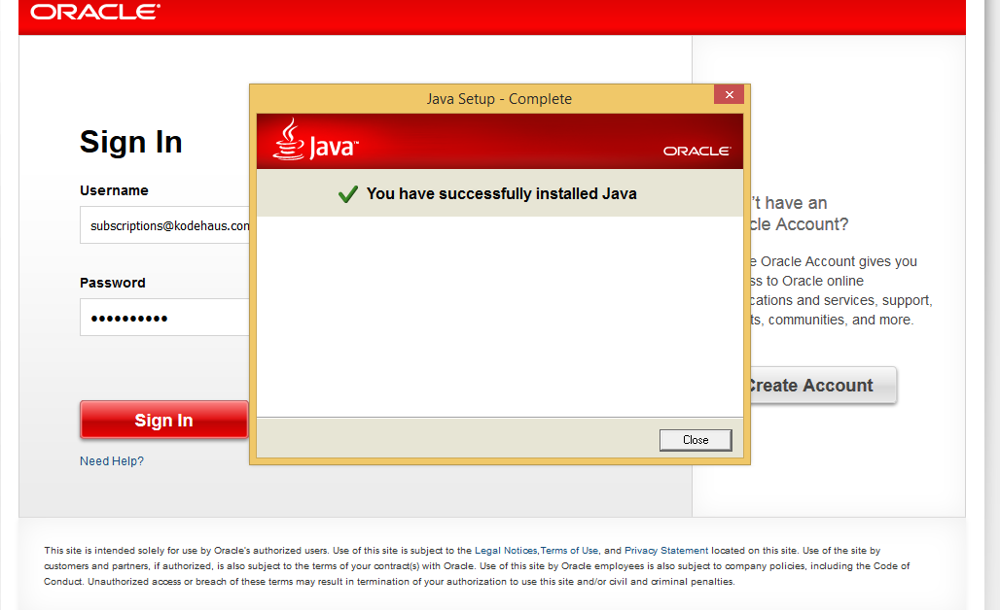 ORACLE
Java Setup - Complete
Java™
ORACLE
You have successfully installed Java
Close
Sign In
Username
subscriptions@kodehaus.com
Password
Sign In
Need Help?
't have an
cle Account?
e Oracle Account gives you
ss to Oracle online
cations and services, support,
ts, communities, and more.
Create Account
This site is intended solely for use by Oracle's authorized users. Use of this site is subject to the Legal Notices,Terms of Use, and Privacy Statement located on this site. Use of the site by
customers and partners, if authorized, is also subject to the terms of your contract(s) with Oracle. Use of this site by Oracle employees is also subject to company policies, including the Code of
Conduct. Unauthorized access or breach of these terms may result in termination of your authorization to use this site and/or civil and criminal penalties.